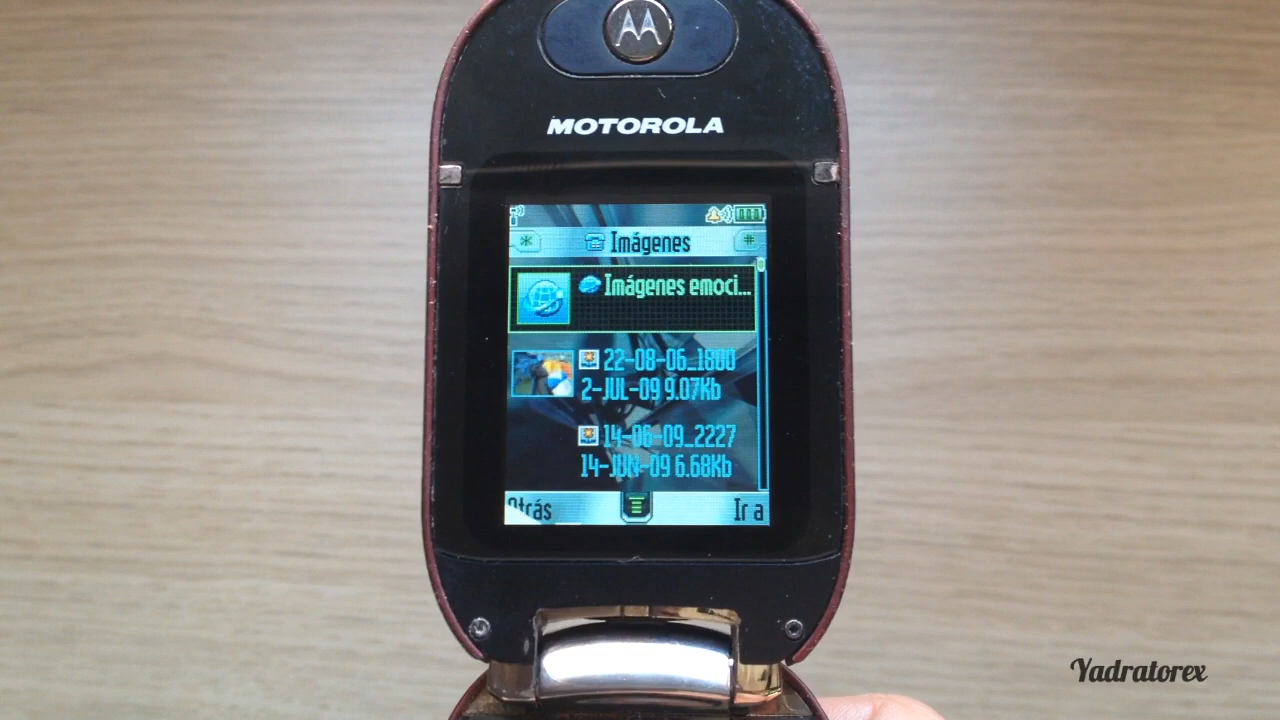 MOTOROLA
* Imágenes #
Imágenes emoci...
22-08-06_1800
2-JUL-09 9.07Kb
14-06-09_2227
14-JUN-09 6.68Kb
Atrás Ir a
Yadratorex